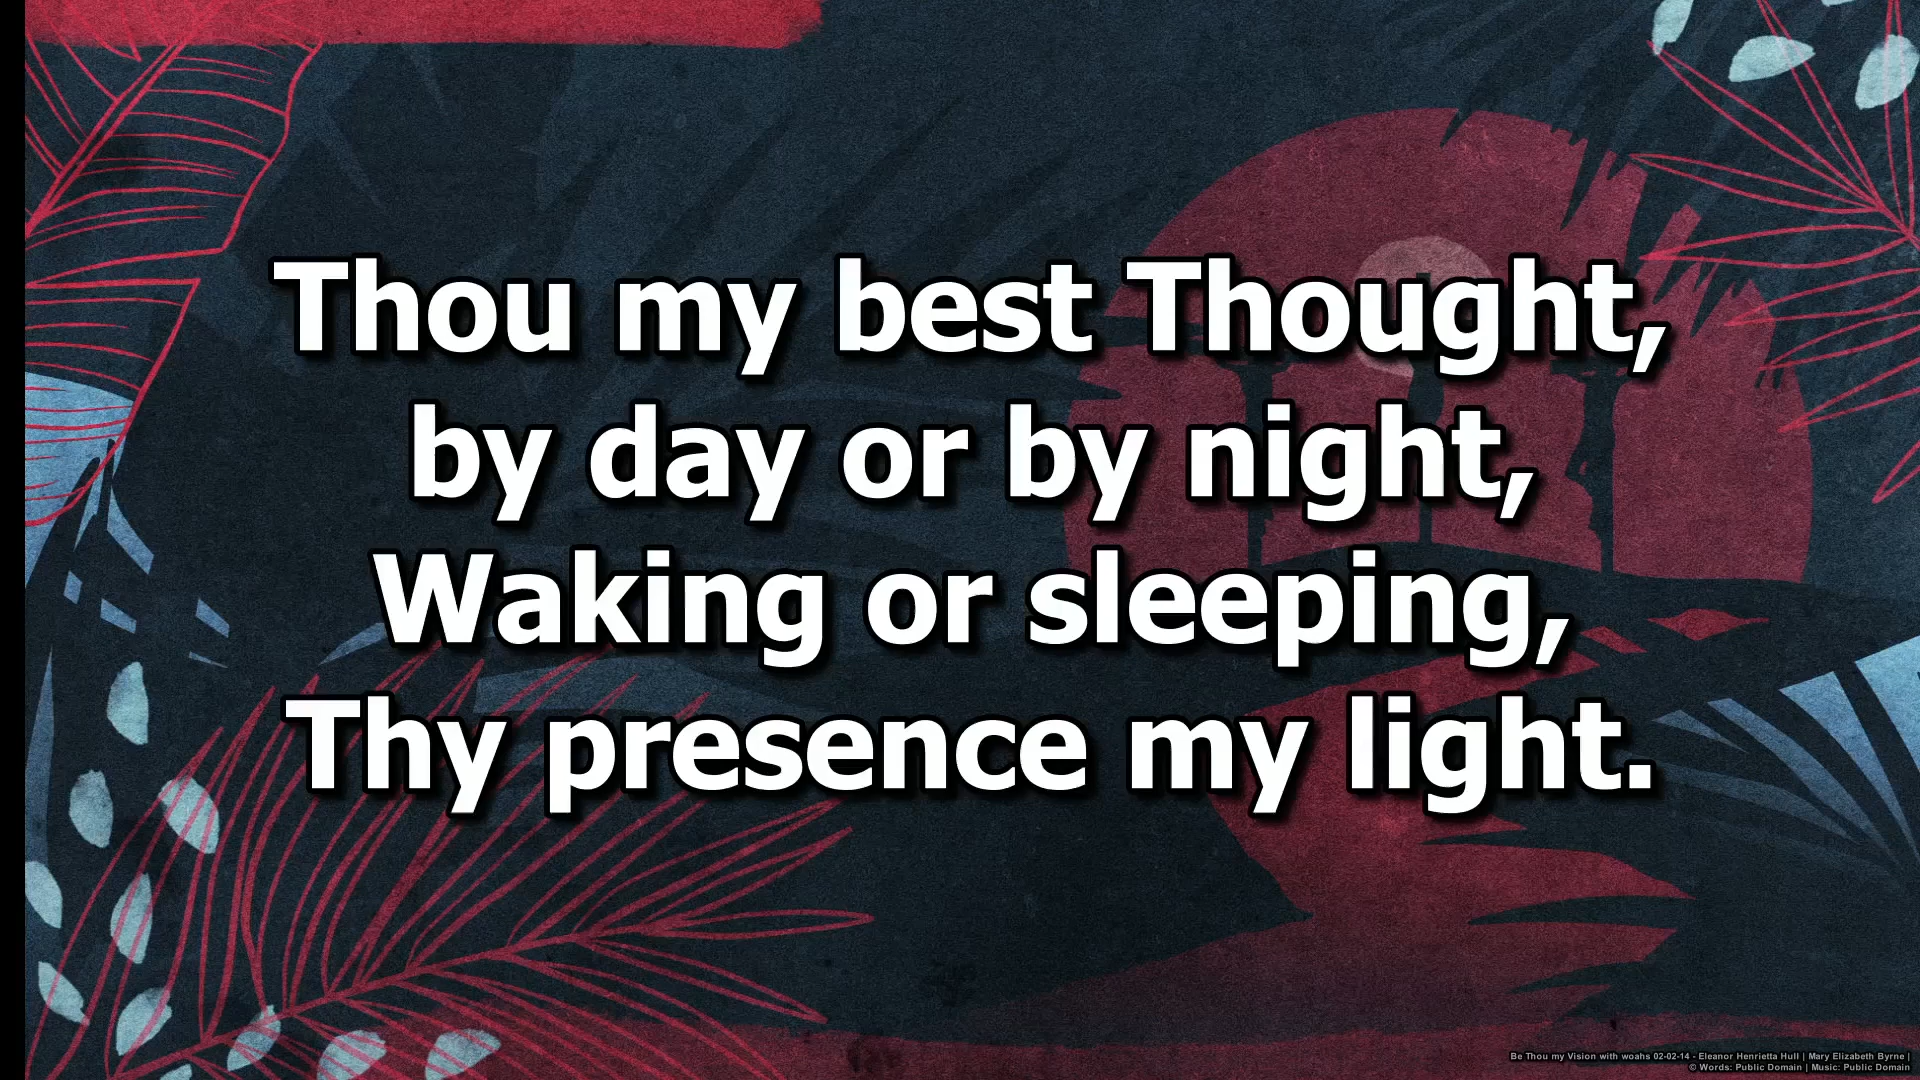 Thou my best Thought,
by day or by night,
Waking or sleeping,
Thy presence my light.
Be Thou my Vision with woahs 02-02-14 - Eleanor Henrietta Hull | Mary Elizabeth Byrne |
© Words: Public Domain | Music: Public Domain